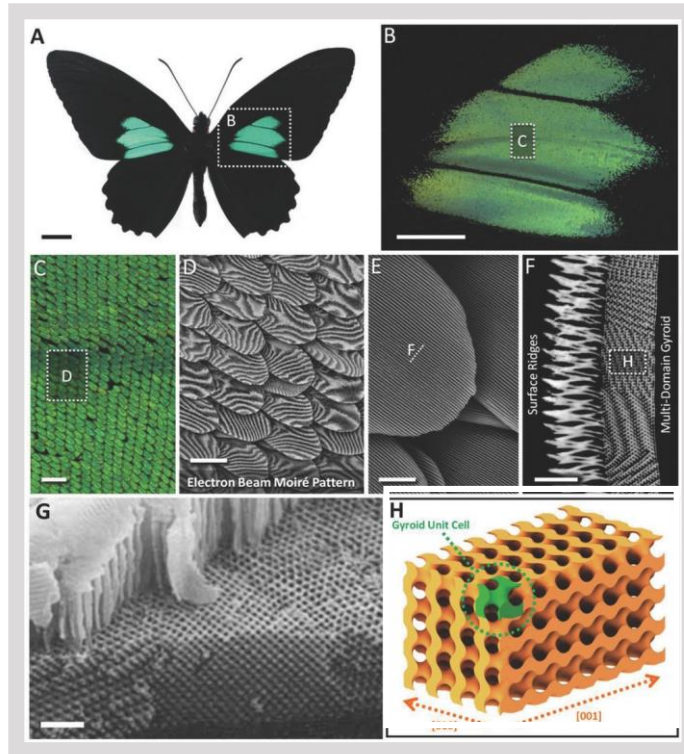 A
B
B
C
C
D
D
Electron Beam Moiré Pattern
E
F
F
H
Surface Ridges
Multi-Domain Gyroid
G
H
Gyroid Unit Cell
[001]